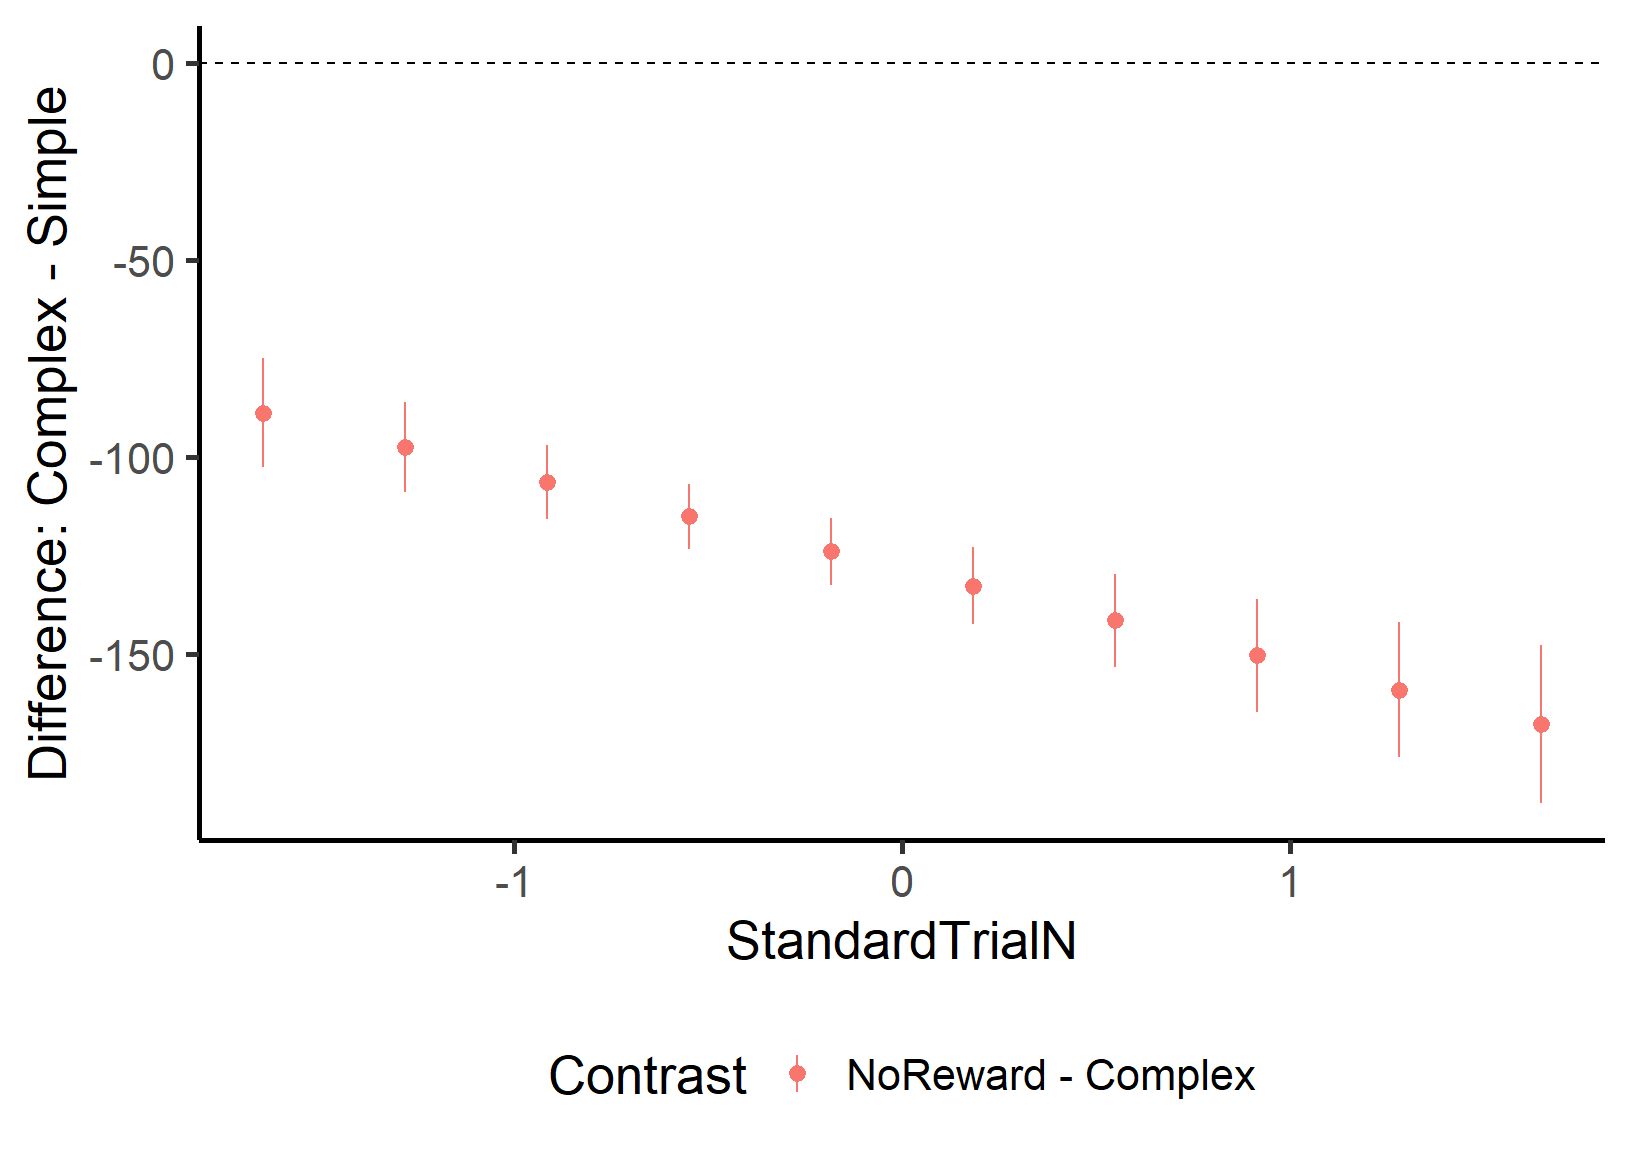 Difference: Complex - Simple
0
-50
-100
-150
-1 0 1
StandardTrialN
Contrast NoReward - Complex